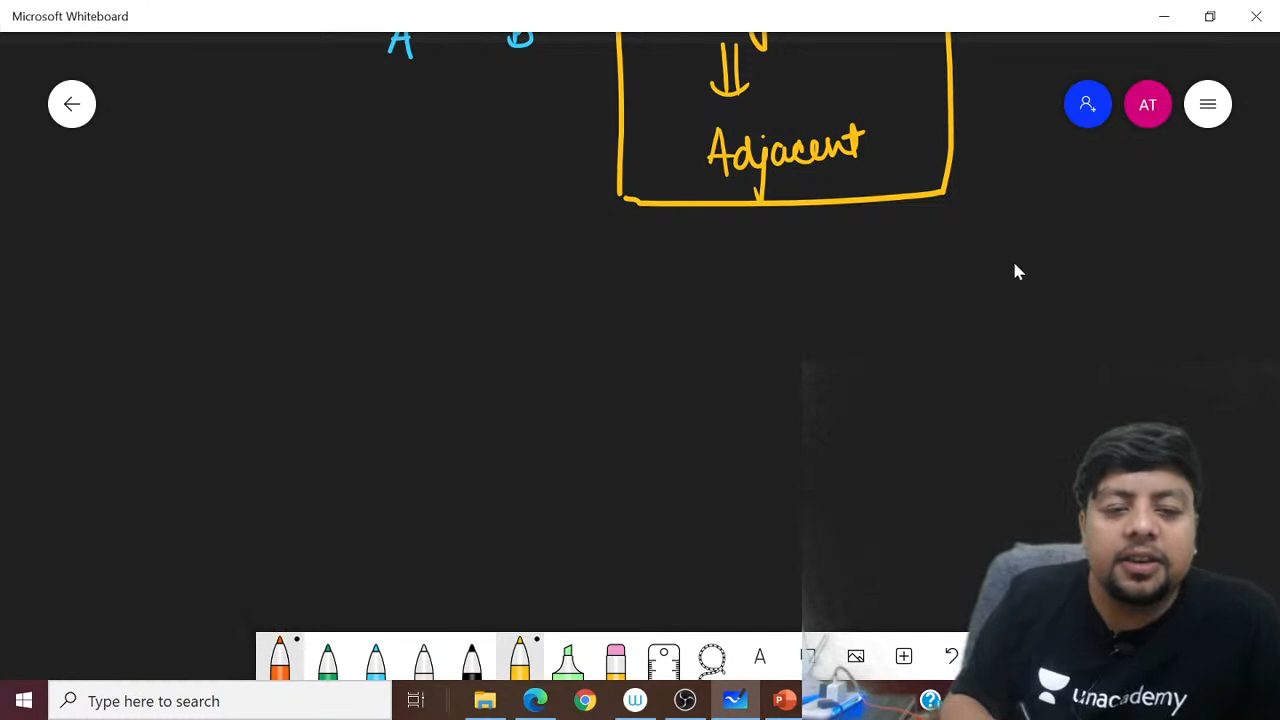 Microsoft Whiteboard
A B
Adjacent
AT
A
W
P
?
unacademy
Type here to search